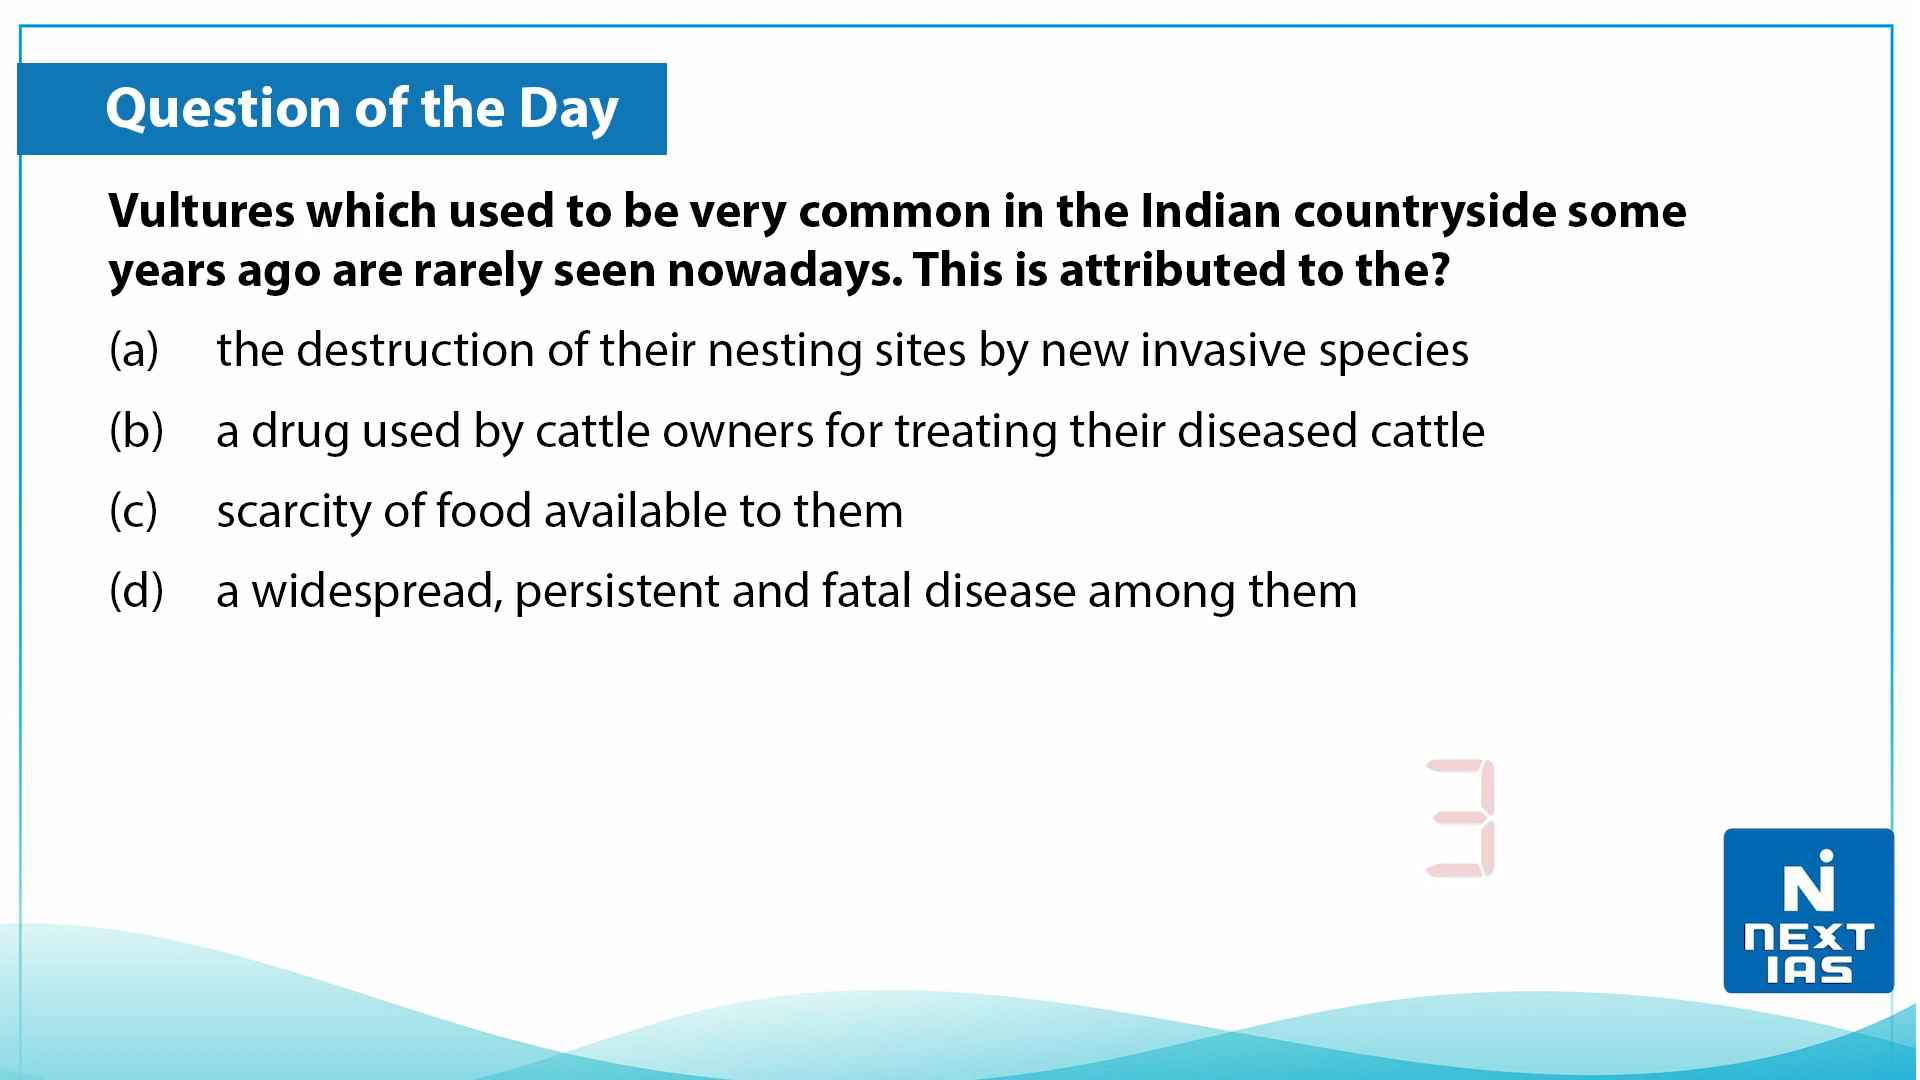 Question of the Day
Vultures which used to be very common in the Indian countryside some
years ago are rarely seen nowadays. This is attributed to the?
(a) the destruction of their nesting sites by new invasive species
(b) a drug used by cattle owners for treating their diseased cattle
(c) scarcity of food available to them
(d) a widespread, persistent and fatal disease among them
3
NEXT
IAS